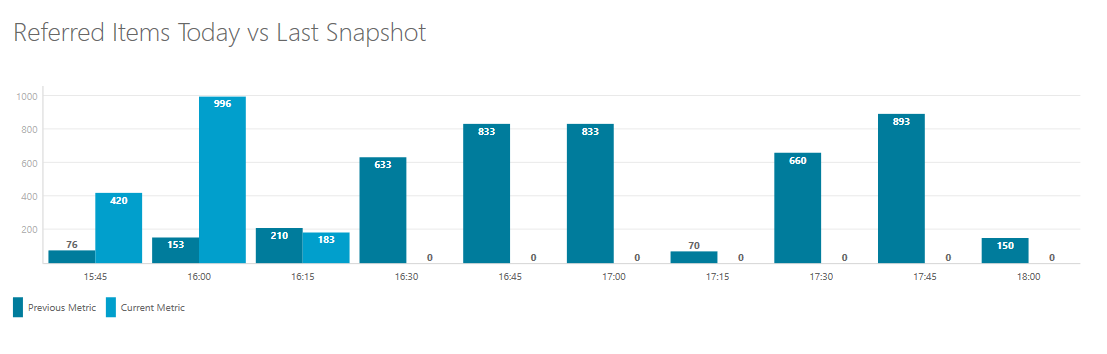 Referred Items Today vs Last Snapshot
1000
800
600
400
200
76 420 153 996 210 183 633 0 833 0 833 0 70 0 660 0 893 0 150 0
15:45 16:00 16:15 16:30 16:45 17:00 17:15 17:30 17:45 18:00
Previous Metric Current Metric